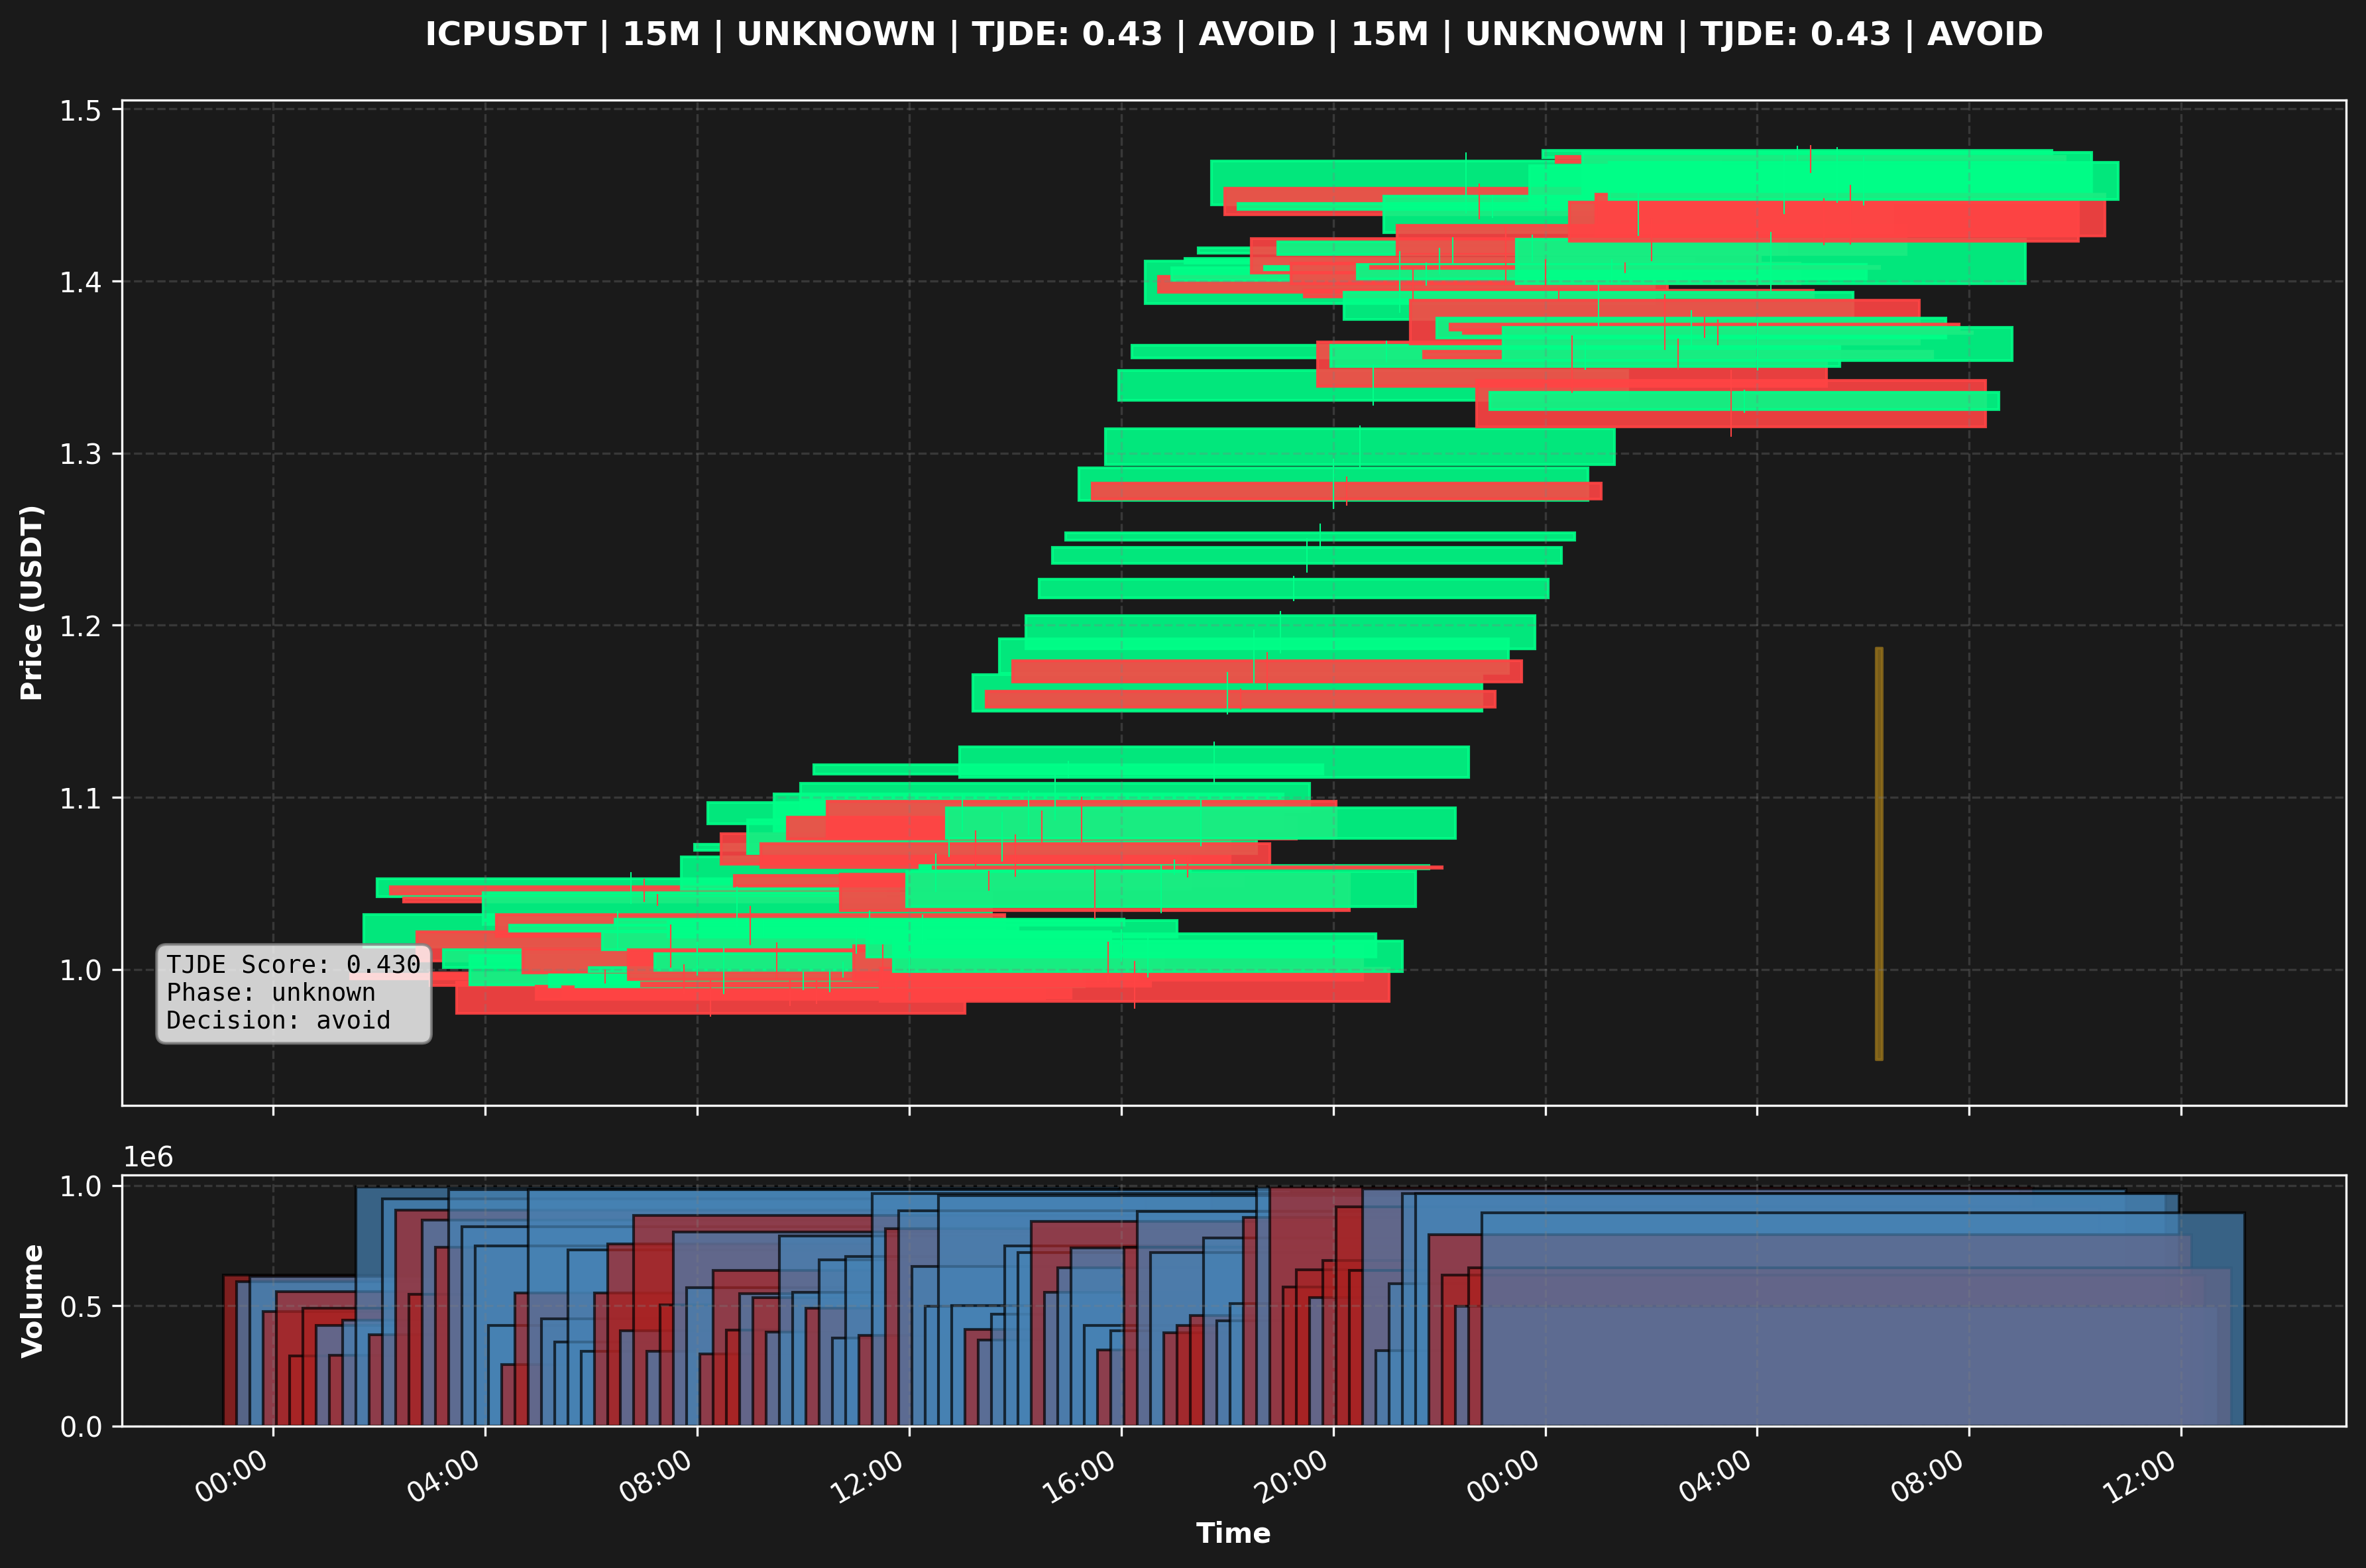 ICPUSDT | 15M | UNKNOWN | TJDE: 0.43 | AVOID | 15M | UNKNOWN | TJDE: 0.43 | AVOID
Price (USDT)
1.5
1.4
1.3
1.2
1.1
1.0
TJDE Score: 0.430
Phase: unknown
Decision: avoid
1e6
Volume
1.0
0.5
0.0
00:00 04:00 08:00 12:00 16:00 20:00 00:00 04:00 08:00 12:00
Time